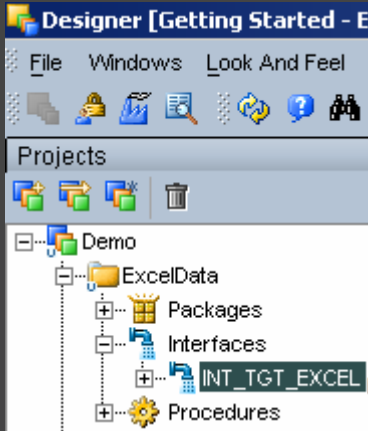 Designer [Getting Started - E
File Windows Look And Feel
Projects
Demo
ExcelData
Packages
Interfaces
INT_TGT_EXCEL
Procedures